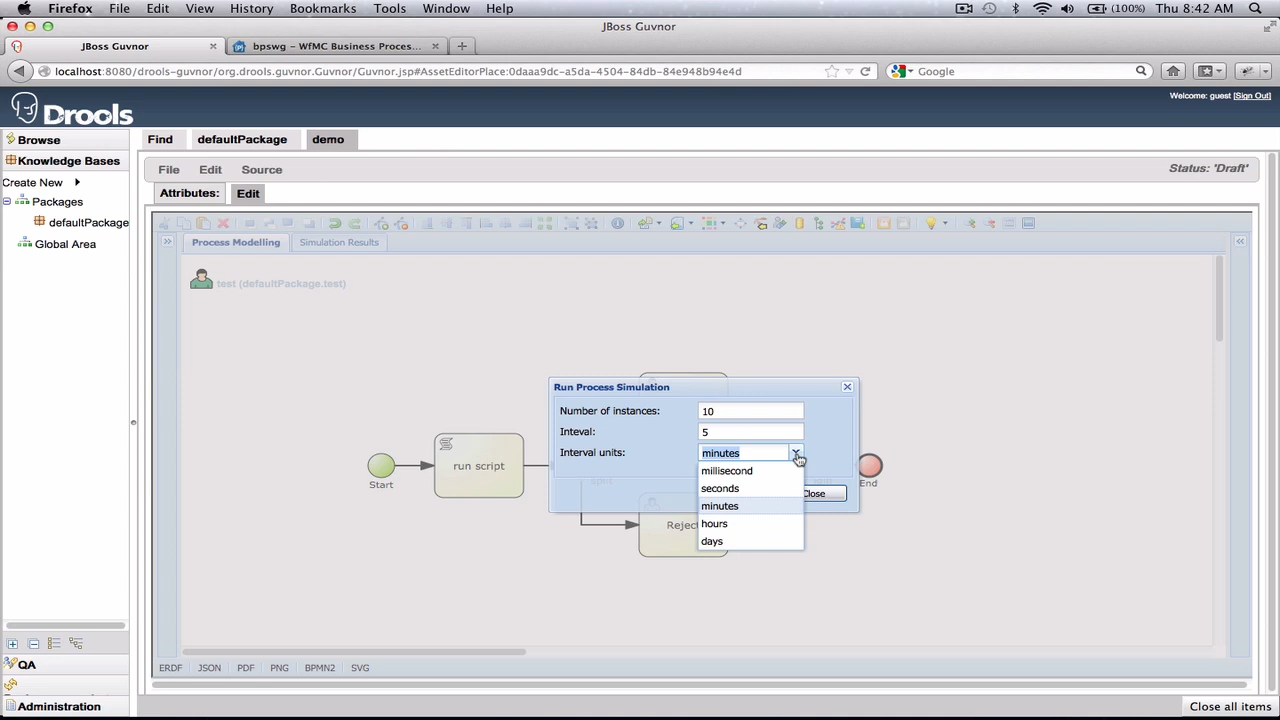 Firefox File Edit View History Bookmarks Tools Window Help (100%) Thu 8:42 AM
JBoss Guvnor
JBoss Guvnor
bpswg – WfMC Business Proces...
localhost:8080/drools-guvnor/org.drools.guvnor.Guvnor/Guvnor.jsp#AssetEditorPlace:0daaa9dc-a5da-4504-84db-84e948b94e4d
Google
Drools
Welcome: guest [Sign Out]
Browse
Knowledge Bases
Create New
Packages
defaultPackage
Global Area
QA
Administration
Find defaultPackage demo
File Edit Source
Status: 'Draft'
Attributes: Edit
Process Modelling Simulation Results
test (defaultPackage.test)
Start
run script
split
Reject
End
Run Process Simulation
Number of instances: 10
Inteval: 5
Interval units: minutes
millisecond
seconds
minutes
hours
days
Close
ERDF JSON PDF PNG BPMN2 SVG
Close all items